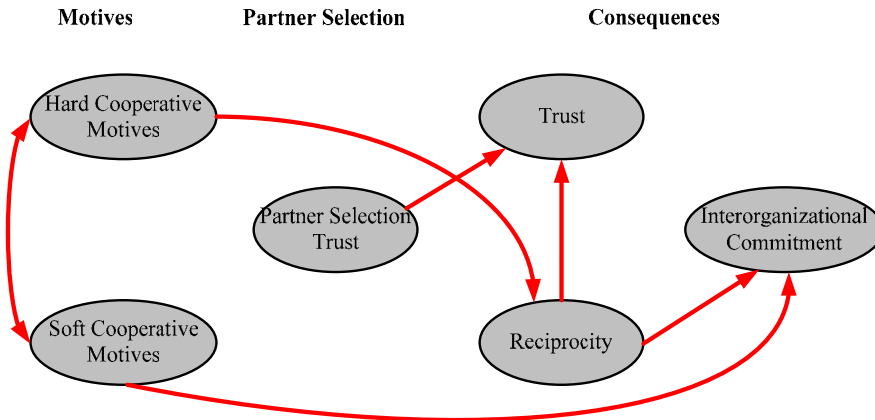 Motives
Partner Selection
Consequences
Hard Cooperative
Motives
Trust
Partner Selection
Trust
Interorganizational
Commitment
Soft Cooperative
Motives
Reciprocity